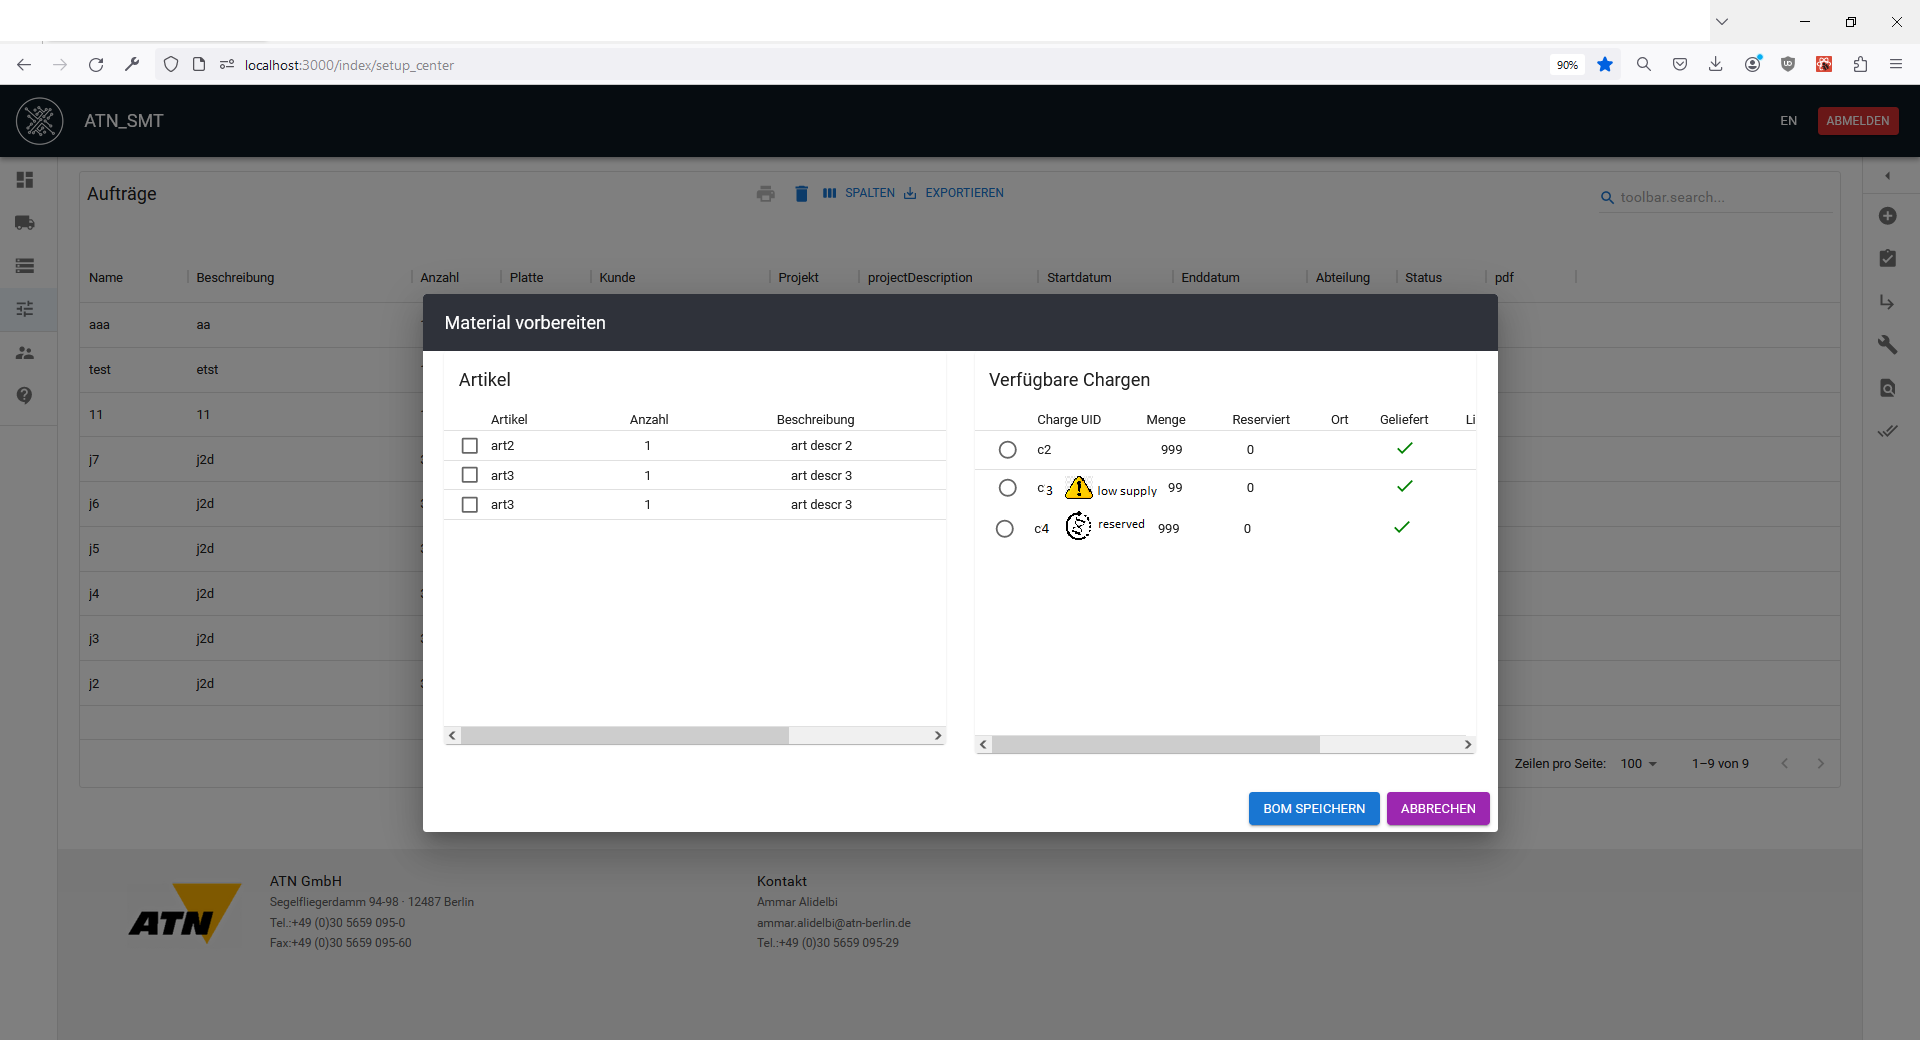 localhost:3000/index/setup_center
90%
ATN_SMT
EN
ABMELDEN
Aufträge
SPALTEN
EXPORTIEREN
toolbar.search...
Name Beschreibung Anzahl Platte Kunde Projekt projectDescription Startdatum Enddatum Abteilung Status pdf
aaa aa
test etst
11 11
j7 j2d
j6 j2d
j5 j2d
j4 j2d
j3 j2d
j2 j2d
Material vorbereiten
Artikel
Artikel Anzahl Beschreibung
art2 1 art descr 2
art3 1 art descr 3
art3 1 art descr 3
Verfügbare Chargen
Charge UID Menge Reserviert Ort Geliefert Li
c2 999 0
c3 low supply 99 0
c4 reserved 999 0
BOM SPEICHERN
ABBRECHEN
Zeilen pro Seite: 100 1–9 von 9
ATN
ATN GmbH
Segelfliegerdamm 94-98 · 12487 Berlin
Tel.:+49 (0)30 5659 095-0
Fax:+49 (0)30 5659 095-60
Kontakt
Ammar Alidelbi
ammar.alidelbi@atn-berlin.de
Tel.:+49 (0)30 5659 095-29